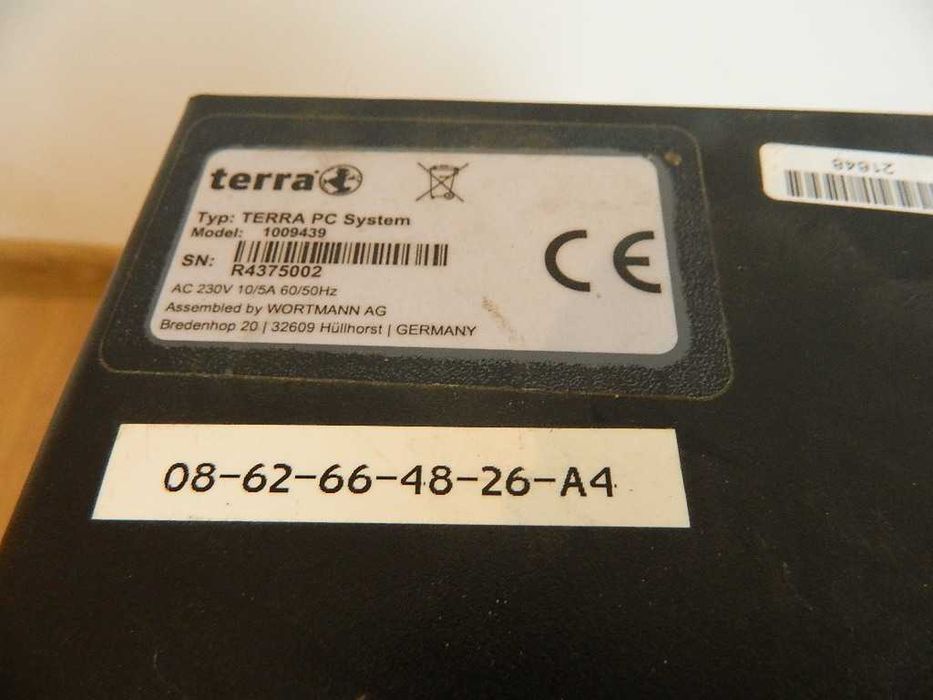 terra
Typ: TERRA PC System
Model: 1009439
SN:
R4375002
AC 230V 10/5A 60/50Hz
Assembled by WORTMANN AG
Bredenhop 20 | 32609 Hüllhorst | GERMANY
CE
21648
08-62-66-48-26-A4